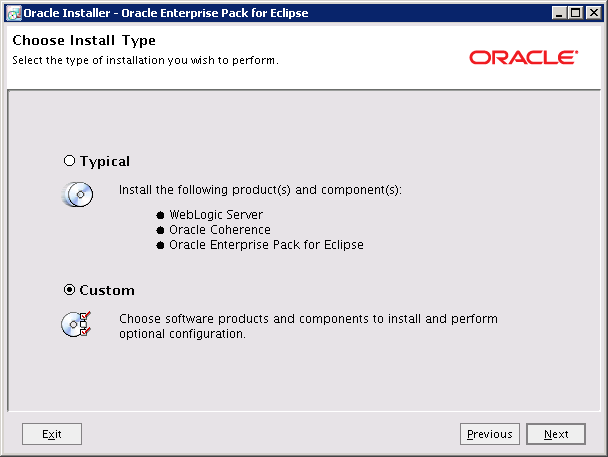 Oracle Installer - Oracle Enterprise Pack for Eclipse
Choose Install Type
Select the type of installation you wish to perform.
ORACLE
Typical
Install the following product(s) and component(s):
● WebLogic Server
● Oracle Coherence
● Oracle Enterprise Pack for Eclipse
Custom
Choose software products and components to install and perform
optional configuration.
Exit
Previous
Next